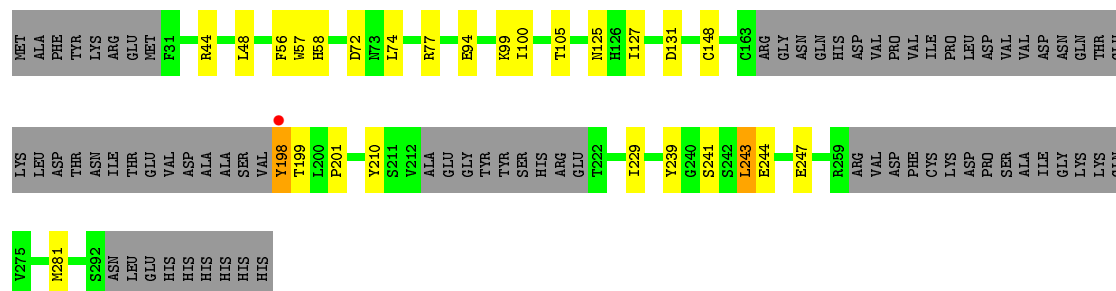 MET ALA PHE TYR LYS ARG GLU MET F31 R44 L48 F56 W57 H58 D72 N73 L74 R77 E94 K99 I100 T105 N125 H126 I127 D131 C148 C163 ARG GLY ASN GLN HIS ASP VAL PRO VAL ILE PRO LEU ASP VAL VAL ASP ASN GLN THR
LYS LEU ASP THR ASN ILE THR GLU VAL ASP ALA ALA SER VAL Y198 T199 L200 P201 Y210 S211 V212 ALA GLU GLY TYR TYR SER HIS ARG GLU T222 I229 Y239 G240 S241 S242 L243 E244 E247 R259 ARG VAL ASP PHE CYS LYS ASP PRO SER ALA ILE GLY LYS LYS
V275 M281 S292 ASN LEU GLU HIS HIS HIS HIS HIS HIS